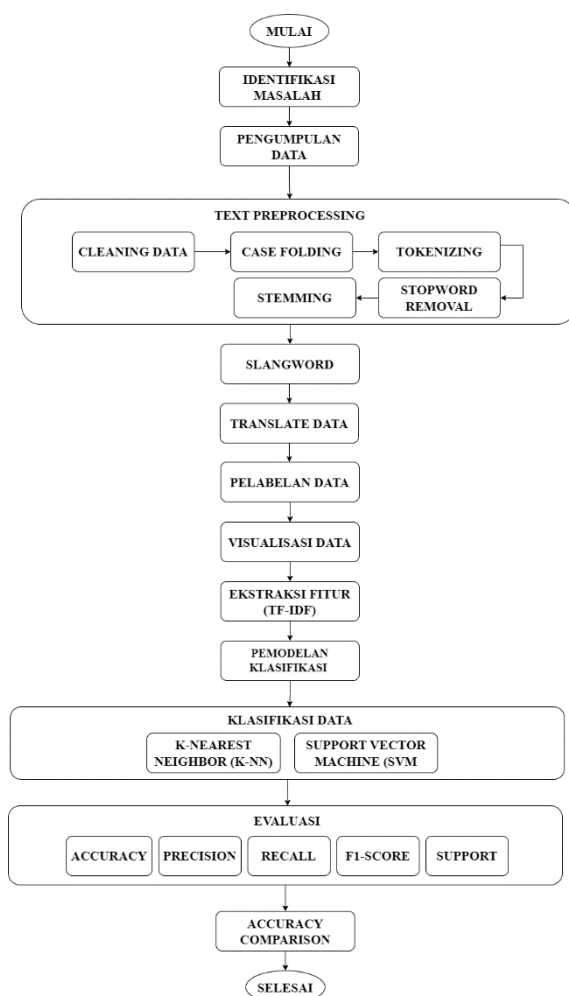 MULAI
IDENTIFIKASI
MASALAH
PENGUMPULAN
DATA
TEXT PREPROCESSING
CLEANING DATA
CASE FOLDING
TOKENIZING
STOPWORD
REMOVAL
STEMMING
SLANGWORD
TRANSLATE DATA
PELABELAN DATA
VISUALISASI DATA
EKSTRAKSI FITUR
(TF-IDF)
PEMODELAN
KLASIFIKASI
KLASIFIKASI DATA
K-NEAREST
NEIGHBOR (K-NN)
SUPPORT VECTOR
MACHINE (SVM
EVALUASI
ACCURACY
PRECISION
RECALL
F1-SCORE
SUPPORT
ACCURACY
COMPARISON
SELESAI